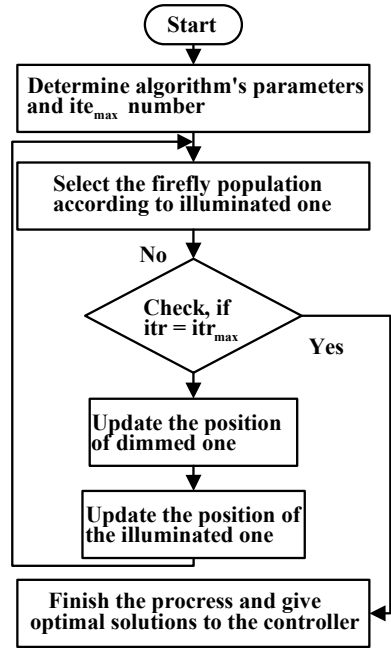 Start
Determine algorithm's parameters
and ite_max number
Select the firefly population
according to illuminated one
No
Check, if
itr = itr_max
Yes
Update the position
of dimmed one
Update the position of
the illuminated one
Finish the procress and give
optimal solutions to the controller